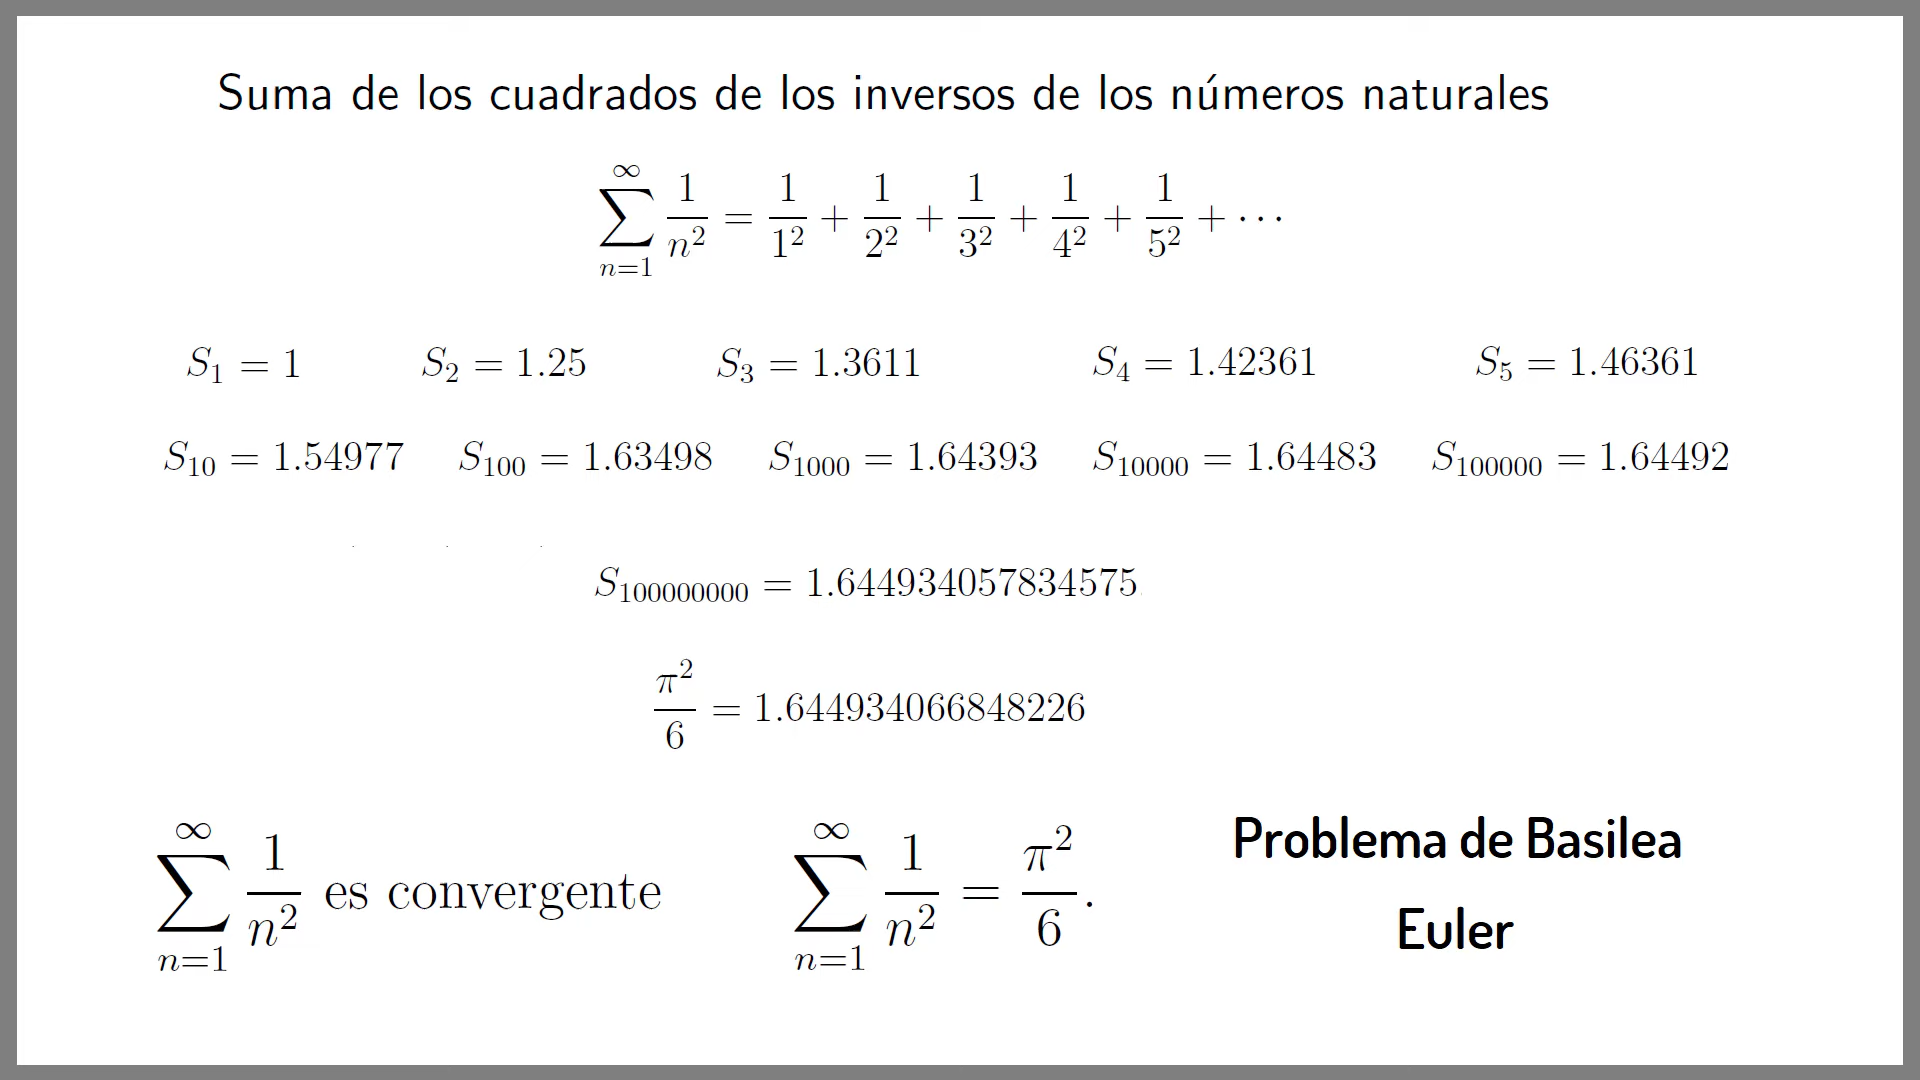 Suma de los cuadrados de los inversos de los números naturales
∑_{n=1}^{∞} 1/n² = 1/1² + 1/2² + 1/3² + 1/4² + 1/5² + ⋯
S₁ = 1 S₂ = 1.25 S₃ = 1.3611 S₄ = 1.42361 S₅ = 1.46361
S₁₀ = 1.54977 S₁₀₀ = 1.63498 S₁₀₀₀ = 1.64393 S₁₀₀₀₀ = 1.64483 S₁₀₀₀₀₀ = 1.64492
S₁₀₀₀₀₀₀₀₀ = 1.644934057834575
π²/6 = 1.644934066848226
∑_{n=1}^{∞} 1/n² es convergente
∑_{n=1}^{∞} 1/n² = π²/6.
Problema de Basilea
Euler